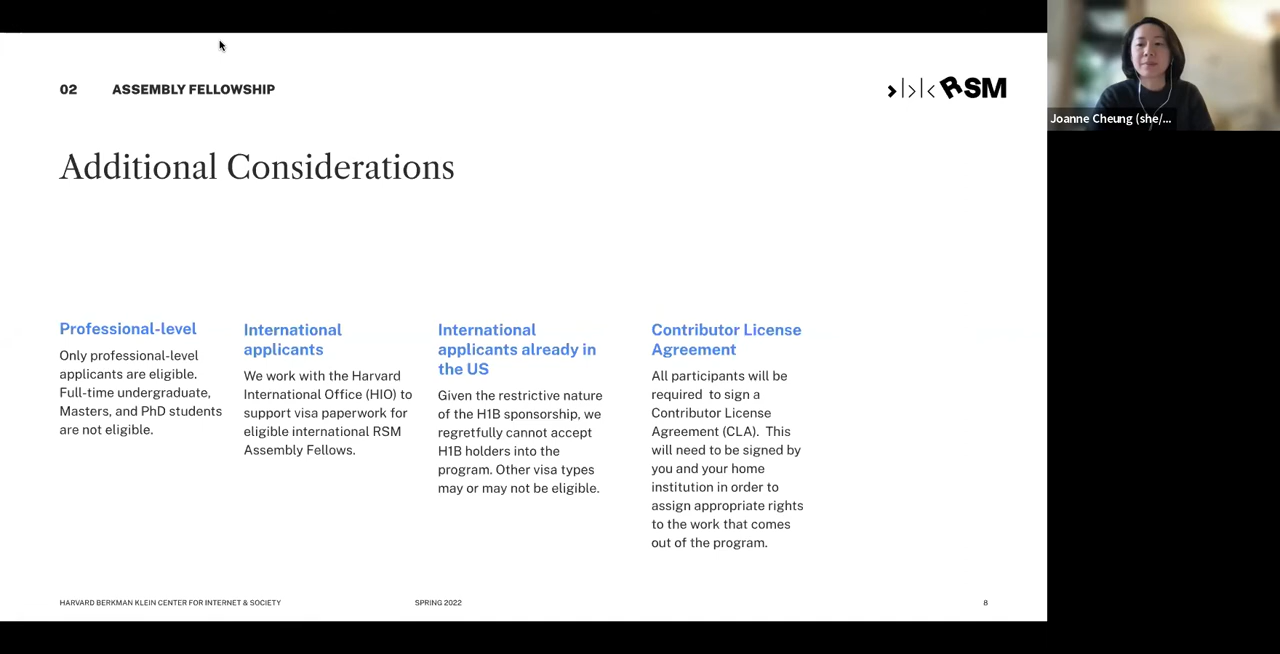 02 ASSEMBLY FELLOWSHIP
RSM
Joanne Cheung (she/...
Additional Considerations
Professional-level
Only professional-level
applicants are eligible.
Full-time undergraduate,
Masters, and PhD students
are not eligible.
International
applicants
We work with the Harvard
International Office (HIO) to
support visa paperwork for
eligible international RSM
Assembly Fellows.
International
applicants already in
the US
Given the restrictive nature
of the H1B sponsorship, we
regretfully cannot accept
H1B holders into the
program. Other visa types
may or may not be eligible.
Contributor License
Agreement
All participants will be
required to sign a
Contributor License
Agreement (CLA). This
will need to be signed by
you and your home
institution in order to
assign appropriate rights
to the work that comes
out of the program.
HARVARD BERKMAN KLEIN CENTER FOR INTERNET & SOCIETY
SPRING 2022
8